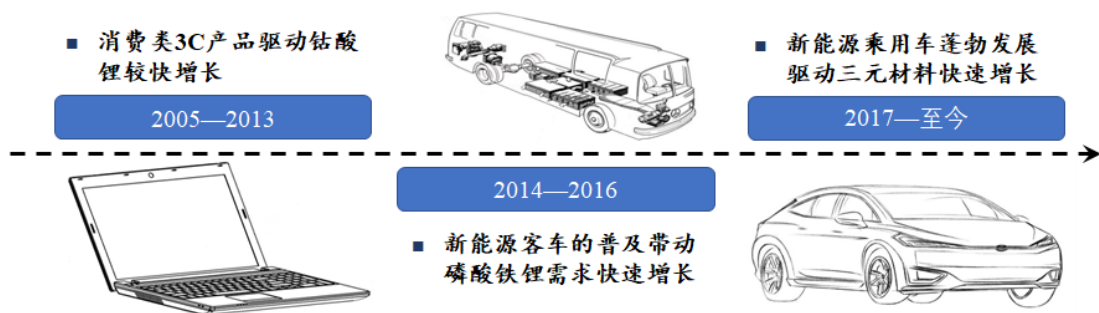 ■ 消费类3C产品驱动钴酸
锂较快增长
2005—2013
2014—2016
■ 新能源客车的普及带动
磷酸铁锂需求快速增长
■ 新能源乘用车蓬勃发展
驱动三元材料快速增长
2017—至今